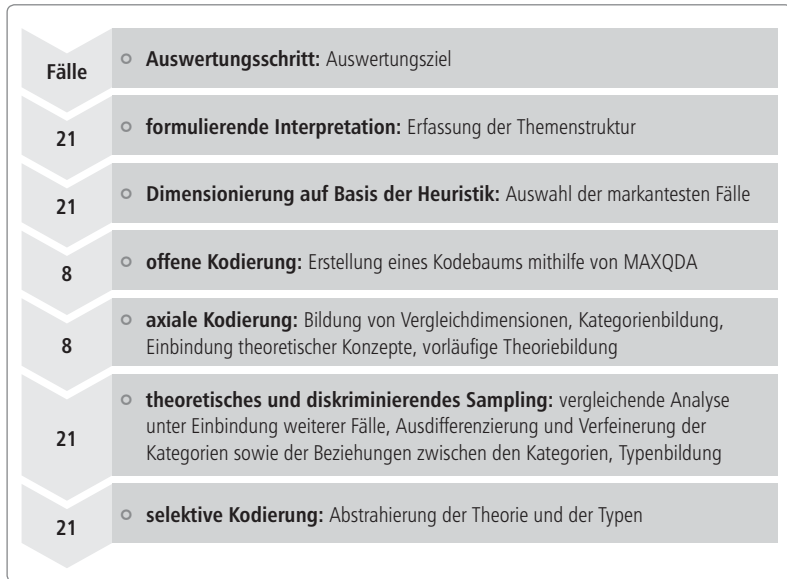 Fälle
Auswertungsschritt: Auswertungsziel
21
formulierende Interpretation: Erfassung der Themenstruktur
21
Dimensionierung auf Basis der Heuristik: Auswahl der markantesten Fälle
8
offene Kodierung: Erstellung eines Kodebaums mithilfe von MAXQDA
8
axiale Kodierung: Bildung von Vergleichdimensionen, Kategorienbildung,
Einbindung theoretischer Konzepte, vorläufige Theoriebildung
21
theoretisches und diskriminierendes Sampling: vergleichende Analyse
unter Einbindung weiterer Fälle, Ausdifferenzierung und Verfeinerung der
Kategorien sowie der Beziehungen zwischen den Kategorien, Typenbildung
21
selektive Kodierung: Abstrahierung der Theorie und der Typen